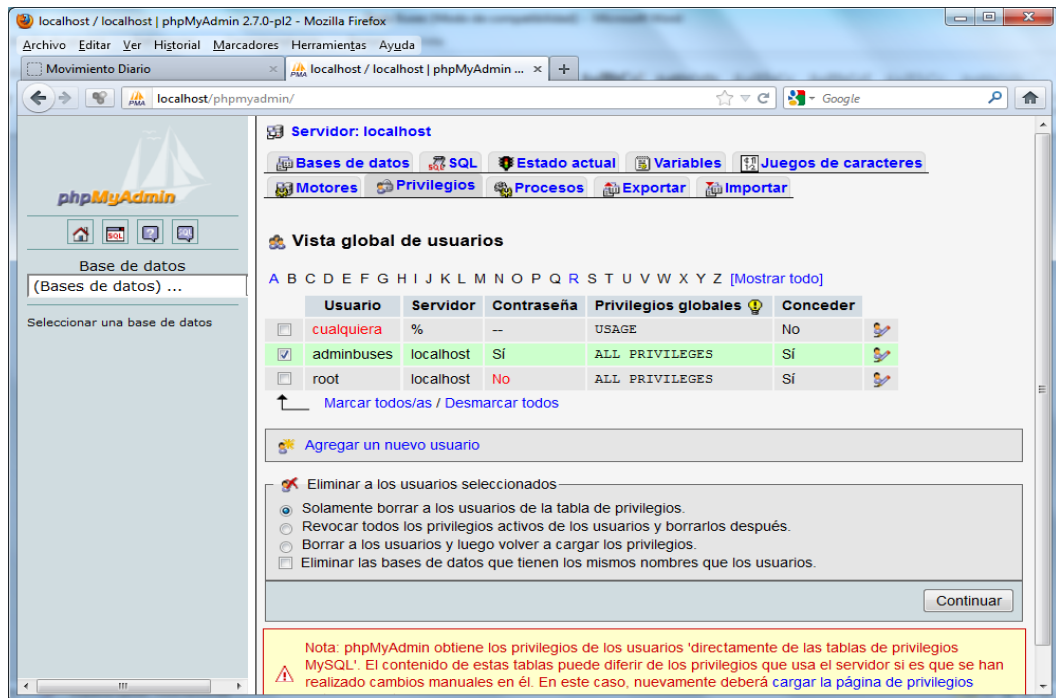 localhost / localhost | phpMyAdmin 2.7.0-pl2 - Mozilla Firefox
Archivo Editar Ver Historial Marcadores Herramientas Ayuda
Movimiento Diario × localhost / localhost | phpMyAdmin ... × +
localhost/phpmyadmin/ Google
phpMyAdmin
SQL
Base de datos
(Bases de datos) ...
Seleccionar una base de datos
Servidor: localhost
Bases de datos SQL Estado actual Variables Juegos de caracteres
Motores Privilegios Procesos Exportar Importar
Vista global de usuarios
A B C D E F G H I J K L M N O P Q R S T U V W X Y Z [Mostrar todo]
Usuario Servidor Contraseña Privilegios globales Conceder
cualquiera % -- USAGE No
adminbuses localhost Sí ALL PRIVILEGES Sí
root localhost No ALL PRIVILEGES Sí
Marcar todos/as / Desmarcar todos
Agregar un nuevo usuario
Eliminar a los usuarios seleccionados
Solamente borrar a los usuarios de la tabla de privilegios.
Revocar todos los privilegios activos de los usuarios y borrarlos después.
Borrar a los usuarios y luego volver a cargar los privilegios.
Eliminar las bases de datos que tienen los mismos nombres que los usuarios.
Continuar
Nota: phpMyAdmin obtiene los privilegios de los usuarios 'directamente de las tablas de privilegios
MySQL'. El contenido de estas tablas puede diferir de los privilegios que usa el servidor si es que se han
realizado cambios manuales en él. En este caso, nuevamente deberá cargar la página de privilegios